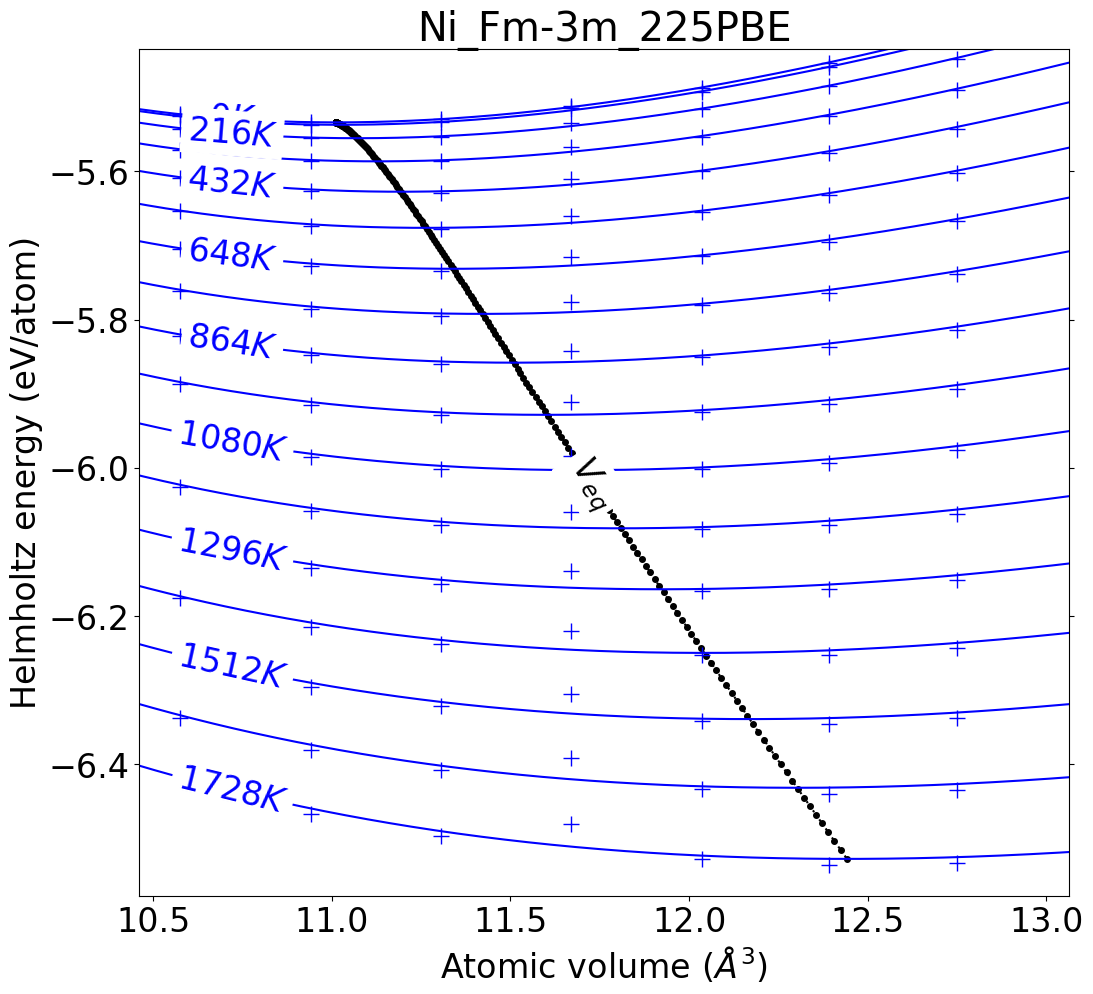 Ni_Fm-3m_225PBE
Helmholtz energy (eV/atom)
−5.6
−5.8
−6.0
−6.2
−6.4
0K
216K
432K
648K
864K
1080K
1296K
1512K
1728K
V_eq
10.5 11.0 11.5 12.0 12.5 13.0
Atomic volume (Å³)